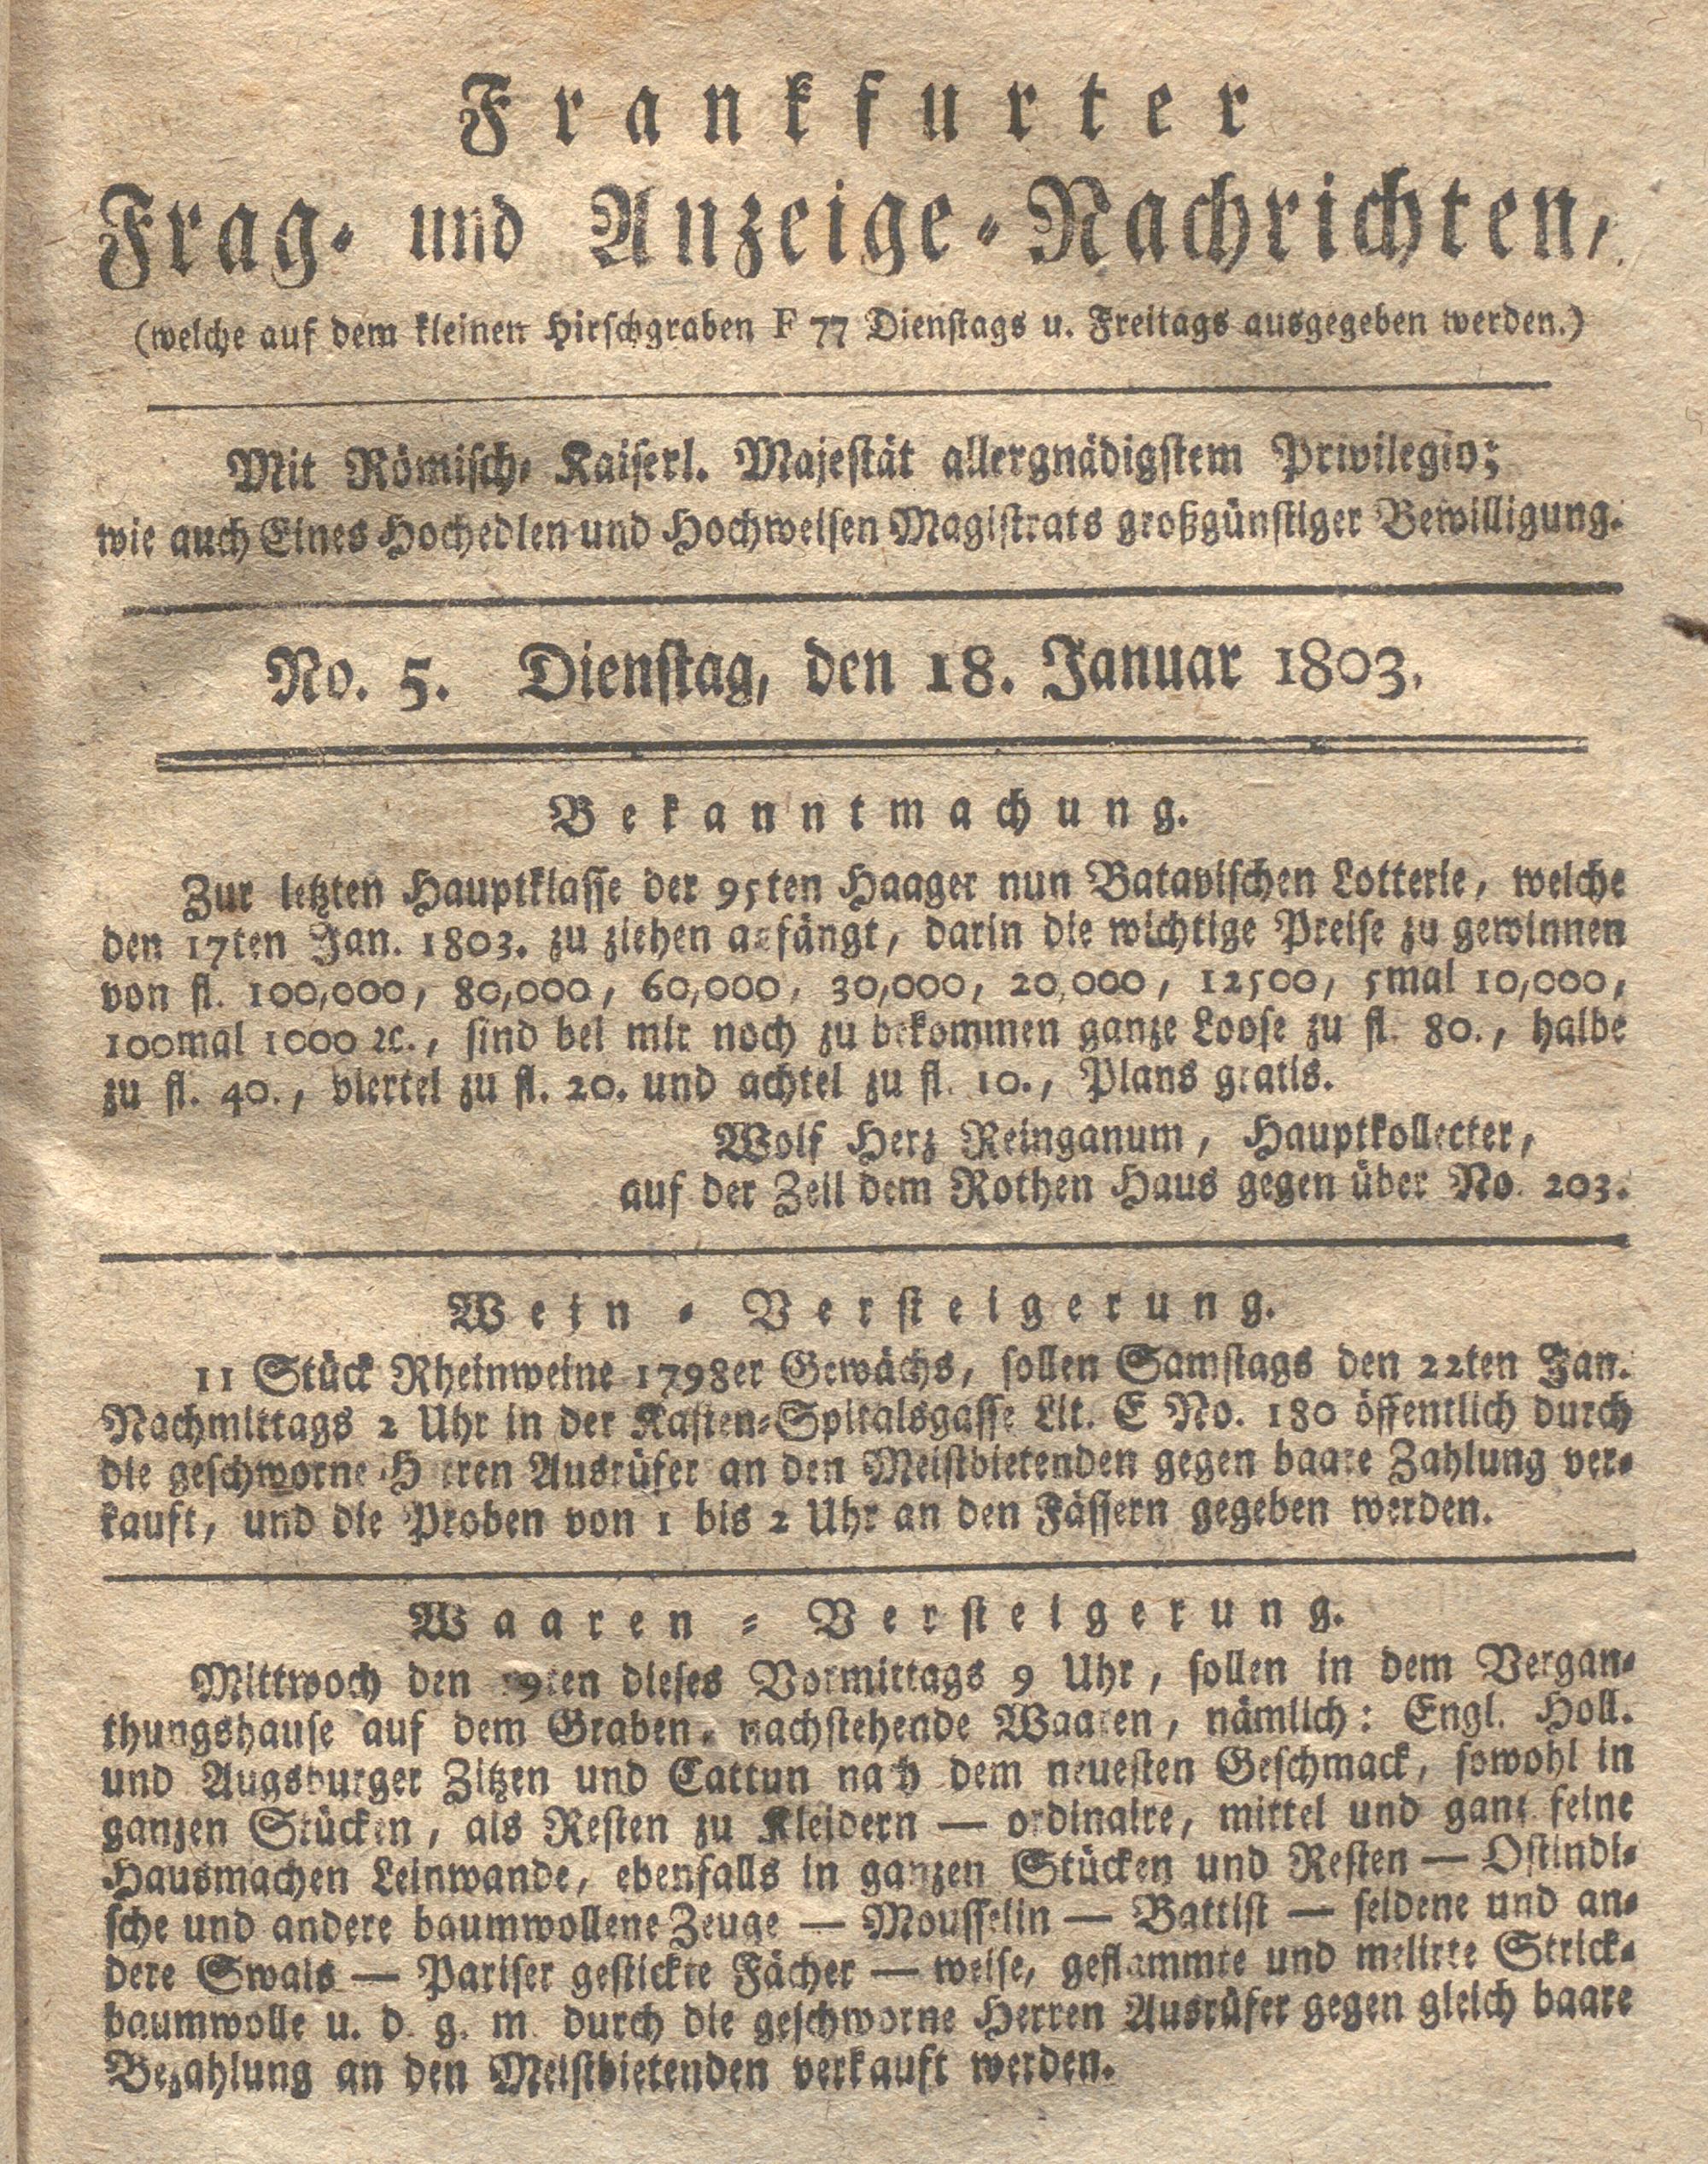 Frankfurter
Frag- und Anzeige-Nachrichten,
(welche auf dem kleinen Hirschgraben F 77 Dienstags u. Freitags ausgegeben werden.)
Mit Römisch- Kaiserl. Majestät allergnädigstem Privilegio;
wie auch Eines Hochedlen und Hochweisen Magistrats großgünstiger Bewilligung.
No. 5. Dienstag, den 18. Januar 1803.
Bekanntmachung.
Zur letzten Hauptklasse der 95ten Haager nun Batavischen Lotterie, welche
den 17ten Jan. 1803. zu ziehen anfängt, darin die wichtige Preise zu gewinnen
von fl. 100,000, 80,000, 60,000, 30,000, 20,000, 12500, 5mal 10,000,
100mal 1000 ꝛc., sind bei mir noch zu bekommen ganze Loose zu fl. 80., halbe
zu fl. 40., viertel zu fl. 20. und achtel zu fl. 10., Plans gratis.
Wolf Herz Reinganum, Hauptkollecter,
auf der Zeil dem Rothen Haus gegen über No. 203.
Wein-Versteigerung.
11 Stück Rheinweine 1798er Gewächs, sollen Samstags den 22ten Jan.
Nachmittags 2 Uhr in der Kasten-Spitalsgasse Lit. E No. 180 öffentlich durch
die geschworne Herren Ausrüfer an den Meistbietenden gegen baare Zahlung ver-
kauft, und die Proben von 1 bis 2 Uhr an den Fässern gegeben werden.
Waaren-Versteigerung.
Mittwoch den 19ten dieses Vormittags 9 Uhr, sollen in dem Vergan-
thungshause auf dem Graben, nachstehende Waaren, nämlich: Engl. Holl.
und Augsburger Zitzen und Cattun nach dem neuesten Geschmack, sowohl in
ganzen Stücken, als Resten zu Kleidern — ordinaire, mittel und ganz feine
Hausmachen Leinwande, ebenfalls in ganzen Stücken und Resten — Ostindi-
sche und andere baumwollene Zeuge — Mousselin — Battist — seidene und an-
dere Swals — Pariser gestickte Fächer — weise, geflammte und melirte Strick-
baumwolle u. d. g. m. durch die geschworne Herren Ausrüfer gegen gleich baare
Bezahlung an den Meistbietenden verkauft werden.